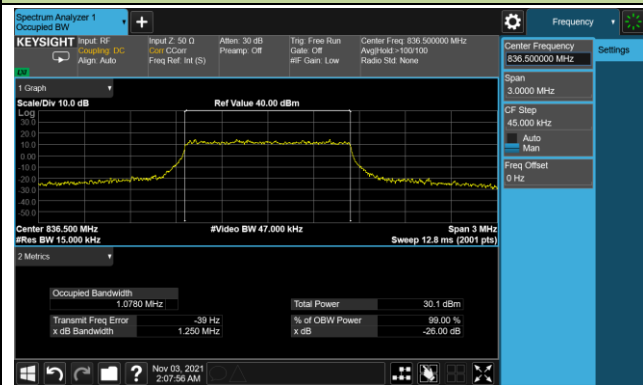 Spectrum Analyzer 1
Occupied BW
+
Frequency
KEYSIGHT
Input: RF
Coupling: DC
Align: Auto
Input Z: 50 Ω
Corr CCorr
Freq Ref: Int (S)
Atten: 30 dB
Preamp: Off
Trig: Free Run
Gate: Off
#IF Gain: Low
Center Freq: 836.500000 MHz
Avg|Hold:>100/100
Radio Std: None
Center Frequency
836.500000 MHz
Settings
Span
3.0000 MHz
CF Step
45.000 kHz
Auto
Man
Freq Offset
0 Hz
1 Graph
Scale/Div 10.0 dB
Ref Value 40.00 dBm
Log
30.0
20.0
10.0
0.00
-10.0
-20.0
-30.0
-40.0
-50.0
Center 836.500 MHz
#Video BW 47.000 kHz
Span 3 MHz
#Res BW 15.000 kHz
Sweep 12.8 ms (2001 pts)
2 Metrics
Occupied Bandwidth
1.0780 MHz
Total Power
30.1 dBm
Transmit Freq Error
-39 Hz
% of OBW Power
99.00 %
x dB Bandwidth
1.250 MHz
x dB
-26.00 dB
?
Nov 03, 2021
2:07:56 AM